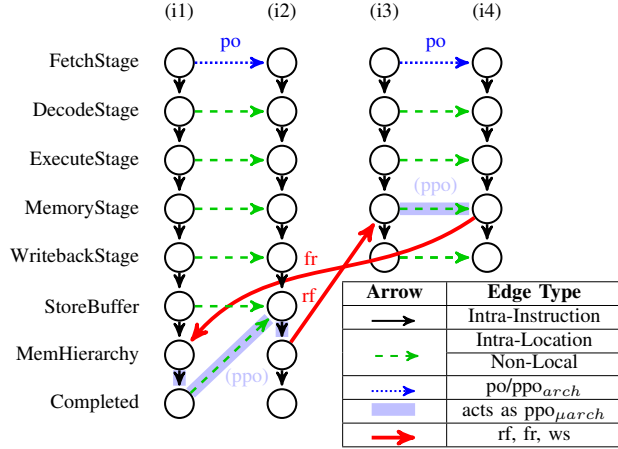 (i1) (i2) (i3) (i4)
po po
FetchStage
DecodeStage
ExecuteStage
(ppo)
MemoryStage
WritebackStage
fr
rf
StoreBuffer
MemHierarchy
(ppo)
Completed
Arrow Edge Type
Intra-Instruction
Intra-Location
Non-Local
po/ppo_arch
acts as ppo_μarch
rf, fr, ws